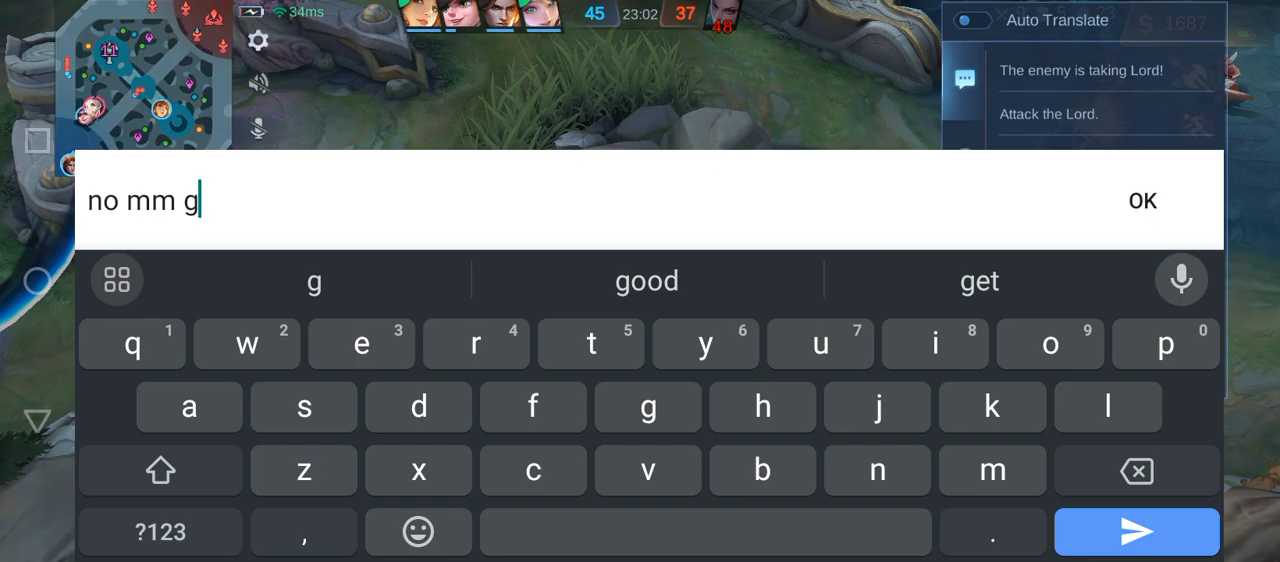 34ms
45 23:02 37
48
Auto Translate
$ 1687
The enemy is taking Lord!
Attack the Lord.
no mm g
OK
g good get
q 1 w 2 e 3 r 4 t 5 y 6 u 7 i 8 o 9 p 0
a s d f g h j k l
z x c v b n m
?123 , .